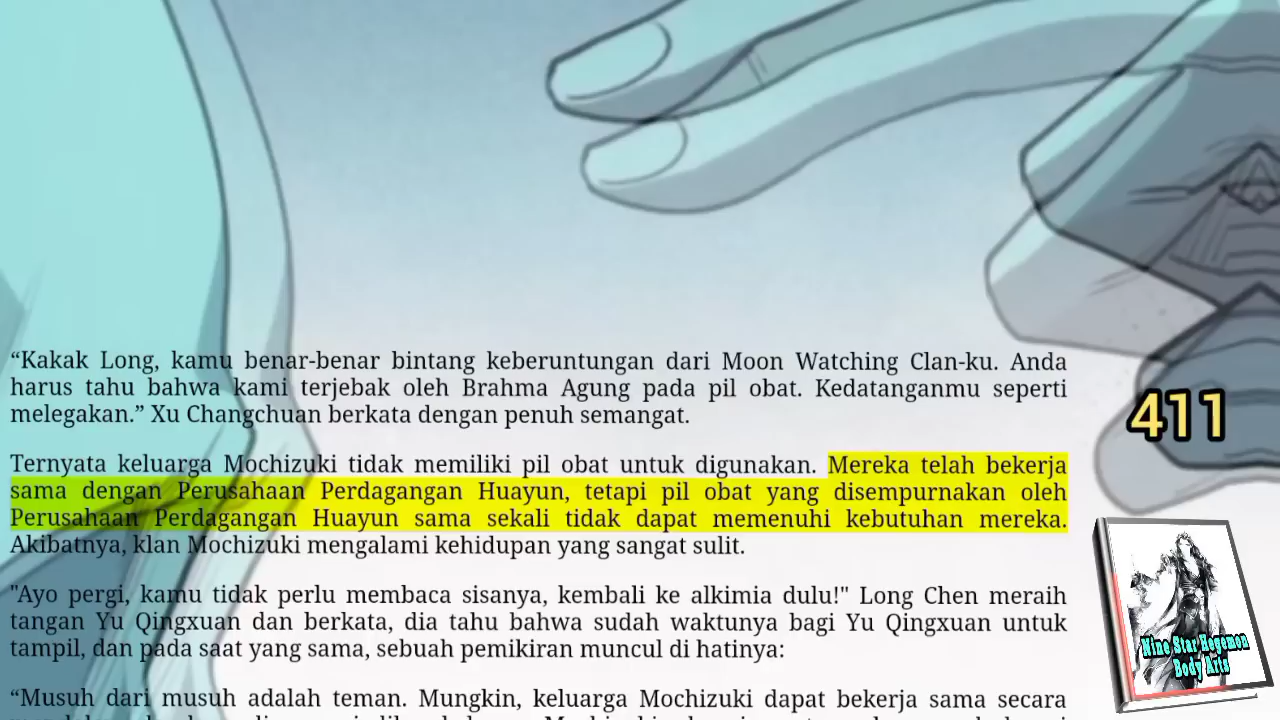 “Kakak Long, kamu benar-benar bintang keberuntungan dari Moon Watching Clan-ku. Anda
harus tahu bahwa kami terjebak oleh Brahma Agung pada pil obat. Kedatanganmu seperti
melegakan.” Xu Changchuan berkata dengan penuh semangat.
Ternyata keluarga Mochizuki tidak memiliki pil obat untuk digunakan. Mereka telah bekerja
sama dengan Perusahaan Perdagangan Huayun, tetapi pil obat yang disempurnakan oleh
Perusahaan Perdagangan Huayun sama sekali tidak dapat memenuhi kebutuhan mereka.
Akibatnya, klan Mochizuki mengalami kehidupan yang sangat sulit.
"Ayo pergi, kamu tidak perlu membaca sisanya, kembali ke alkimia dulu!" Long Chen meraih
tangan Yu Qingxuan dan berkata, dia tahu bahwa sudah waktunya bagi Yu Qingxuan untuk
tampil, dan pada saat yang sama, sebuah pemikiran muncul di hatinya:
“Musuh dari musuh adalah teman. Mungkin, keluarga Mochizuki dapat bekerja sama secara
411
Nine Star Hegemon
Body Arts